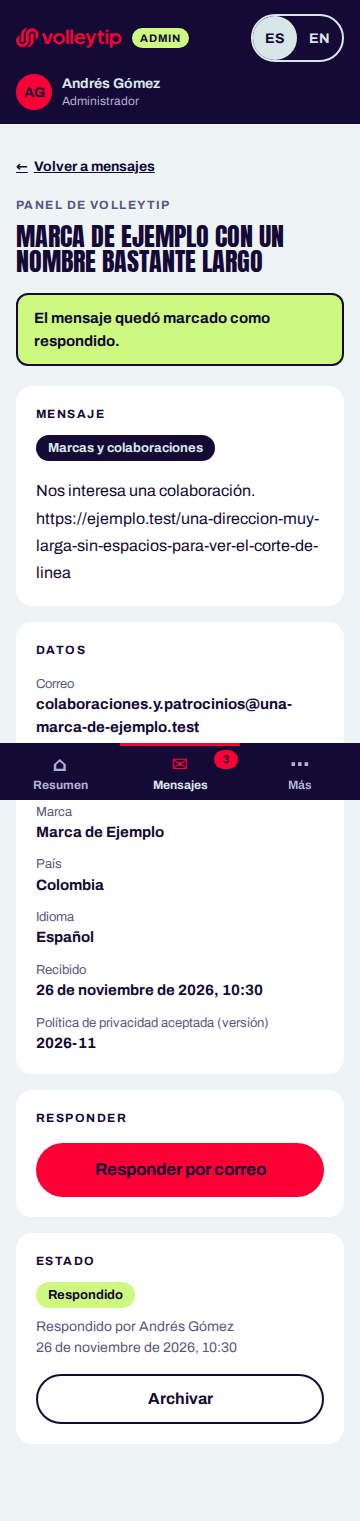 volleytip ADMIN ES EN
AG Andrés Gómez
Administrador
← Volver a mensajes
PANEL DE VOLLEYTIP
MARCA DE EJEMPLO CON UN
NOMBRE BASTANTE LARGO
El mensaje quedó marcado como
respondido.
MENSAJE
Marcas y colaboraciones
Nos interesa una colaboración.
https://ejemplo.test/una-direccion-muy-
larga-sin-espacios-para-ver-el-corte-de-
linea
DATOS
Correo
colaboraciones.y.patrocinios@una-
marca-de-ejemplo.test
3
Resumen Mensajes Más
Marca
Marca de Ejemplo
País
Colombia
Idioma
Español
Recibido
26 de noviembre de 2026, 10:30
Política de privacidad aceptada (versión)
2026-11
RESPONDER
Responder por correo
ESTADO
Respondido
Respondido por Andrés Gómez
26 de noviembre de 2026, 10:30
Archivar